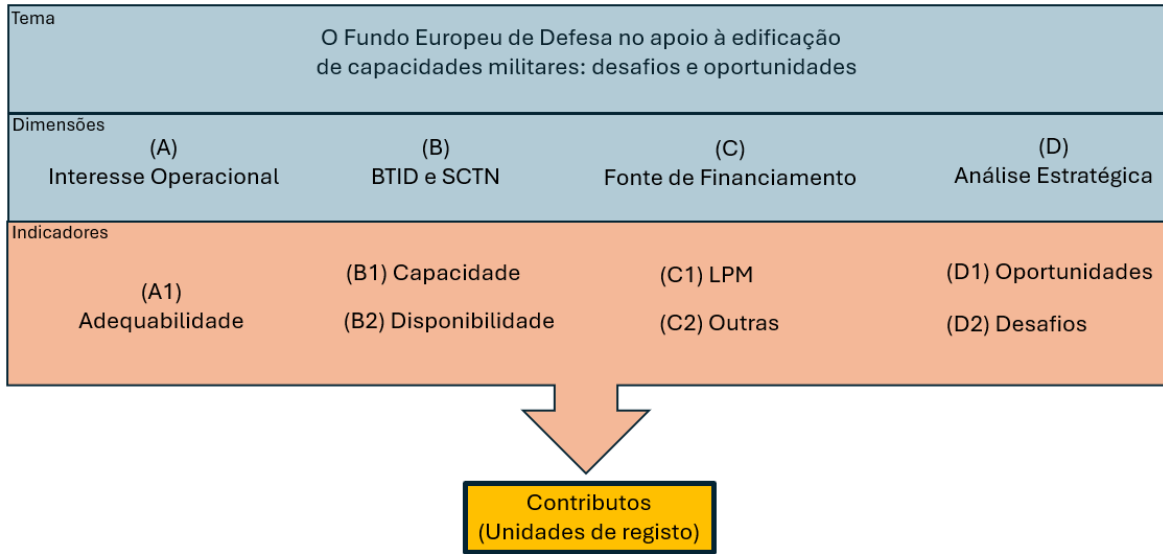 Tema
O Fundo Europeu de Defesa no apoio à edificação
de capacidades militares: desafios e oportunidades
Dimensões
(A)
Interesse Operacional
(B)
BTID e SCTN
(C)
Fonte de Financiamento
(D)
Análise Estratégica
Indicadores
(A1)
Adequabilidade
(B1) Capacidade
(B2) Disponibilidade
(C1) LPM
(C2) Outras
(D1) Oportunidades
(D2) Desafios
Contributos
(Unidades de registo)